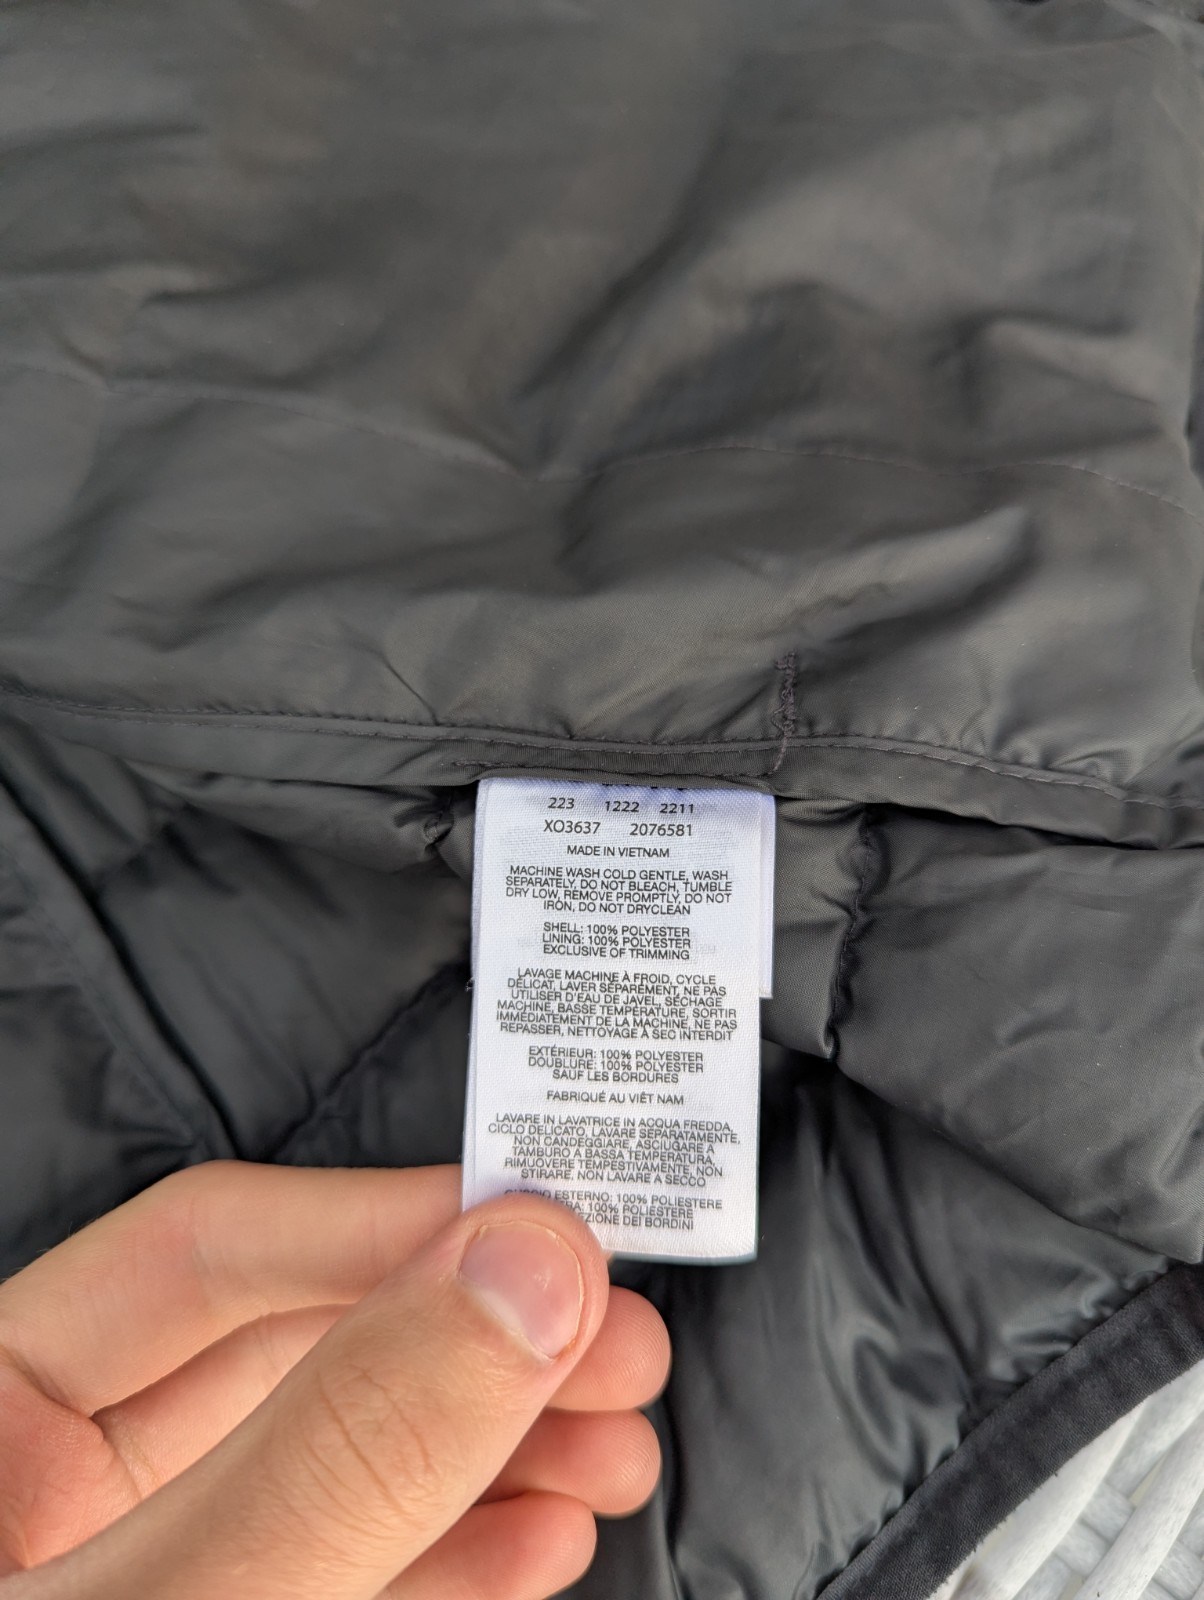 223 1222 2211
XO3637 2076581
MADE IN VIETNAM
MACHINE WASH COLD GENTLE, WASH
SEPARATELY, DO NOT BLEACH, TUMBLE
DRY LOW, REMOVE PROMPTLY, DO NOT
IRON, DO NOT DRYCLEAN
SHELL: 100% POLYESTER
LINING: 100% POLYESTER
EXCLUSIVE OF TRIMMING
LAVAGE MACHINE À FROID, CYCLE
DÉLICAT, LAVER SÉPARÉMENT, NE PAS
UTILISER D'EAU DE JAVEL, SÉCHAGE
MACHINE, BASSE TEMPÉRATURE, SORTIR
IMMÉDIATEMENT DE LA MACHINE, NE PAS
REPASSER, NETTOYAGE À SEC INTERDIT
EXTÉRIEUR: 100% POLYESTER
DOUBLURE: 100% POLYESTER
SAUF LES BORDURES
FABRIQUÉ AU VIÊT NAM
LAVARE IN LAVATRICE IN ACQUA FREDDA,
CICLO DELICATO, LAVARE SEPARATAMENTE,
NON CANDEGGIARE, ASCIUGARE A
TAMBURO A BASSA TEMPERATURA,
RIMUOVERE TEMPESTIVAMENTE, NON
STIRARE, NON LAVARE A SECCO
ESTERNO: 100% POLIESTERE
100% POLIESTERE
DEI BORDINI